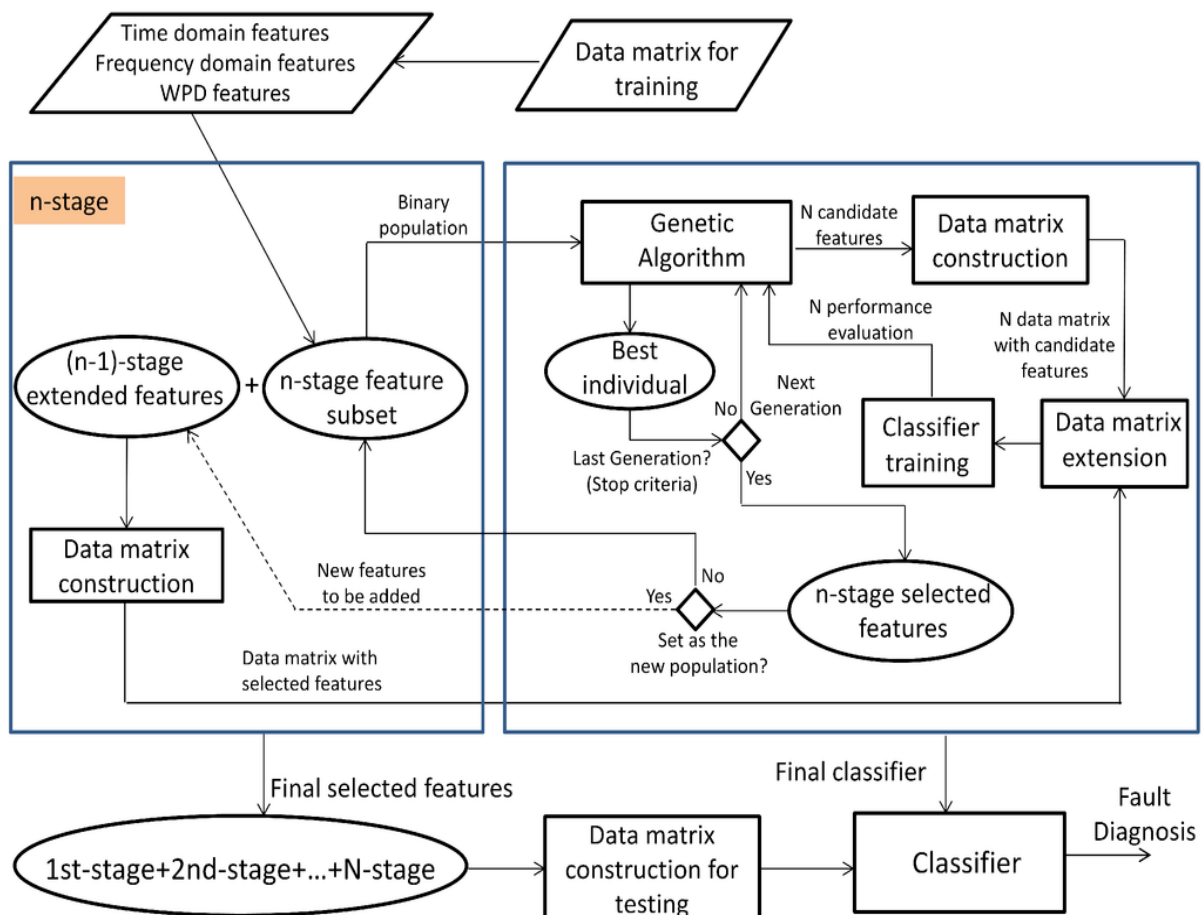 Time domain features
Frequency domain features
WPD features
Data matrix for
training
n-stage
Binary
population
Genetic
Algorithm
N candidate
features
Data matrix
construction
N performance
evaluation
N data matrix
with candidate
features
(n-1)-stage
extended features
+
n-stage feature
subset
Best
individual
No
Next
Generation
Classifier
training
Data matrix
extension
Last Generation?
(Stop criteria)
Yes
Data matrix
construction
New features
to be added
Yes
No
Set as the
new population?
n-stage selected
features
Data matrix with
selected features
Final selected features
Final classifier
1st-stage+2nd-stage+...+N-stage
Data matrix
construction for
testing
Classifier
Fault
Diagnosis